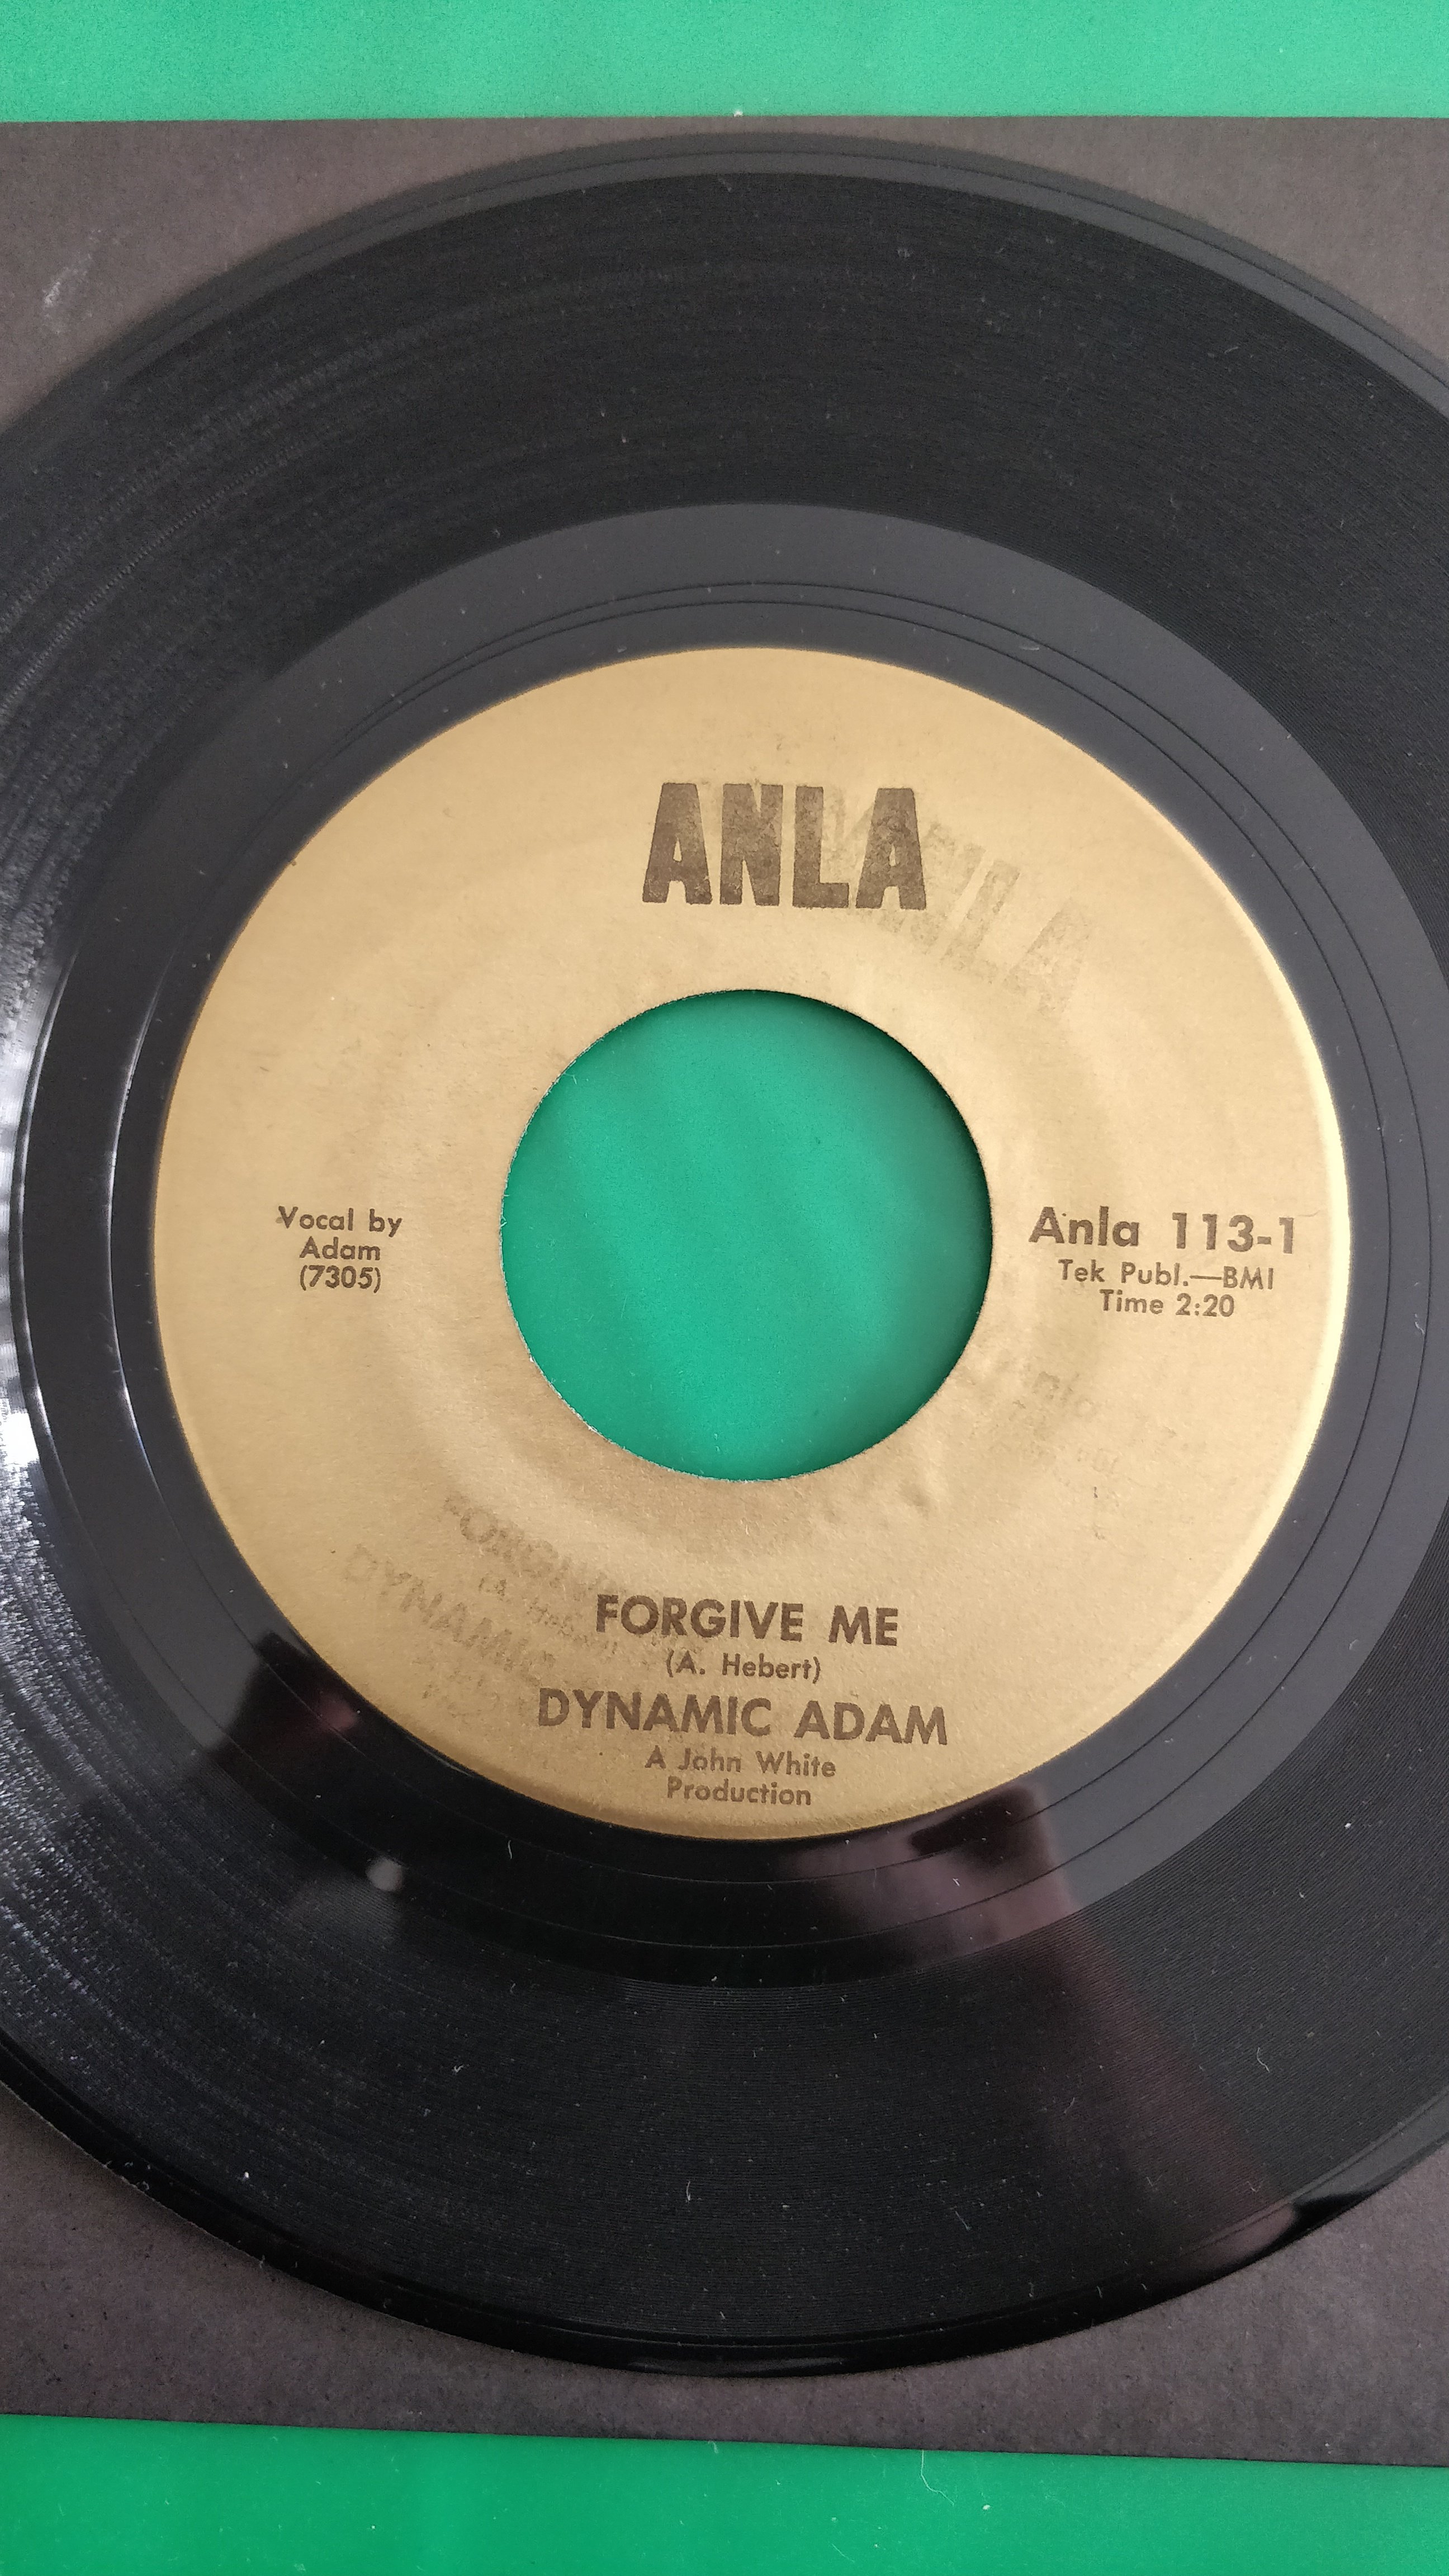 ANLA
Vocal by
Adam
(7305)
Anla 113-1
Tek Publ.—BMI
Time 2:20
FORGIVE ME
(A. Hebert)
DYNAMIC ADAM
A John White
Production